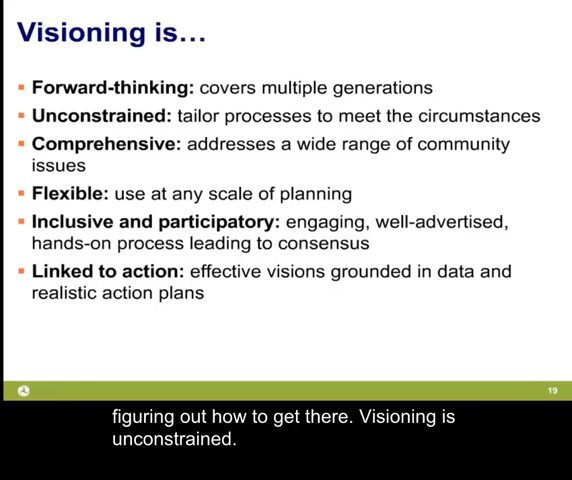 Visioning is…
Forward-thinking: covers multiple generations
Unconstrained: tailor processes to meet the circumstances
Comprehensive: addresses a wide range of community
issues
Flexible: use at any scale of planning
Inclusive and participatory: engaging, well-advertised,
hands-on process leading to consensus
Linked to action: effective visions grounded in data and
realistic action plans
19
figuring out how to get there. Visioning is
unconstrained.